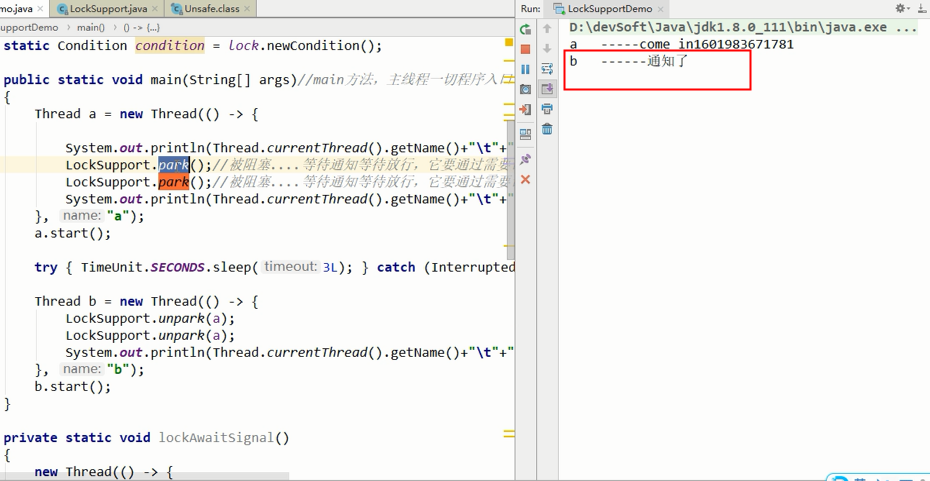 mo.java × LockSupport.java × Unsafe.class ×
upportDemo main() () -> {...}
static Condition condition = lock.newCondition();
public static void main(String[] args)//main方法，主线程一切程序入口
{
Thread a = new Thread(() -> {
System.out.println(Thread.currentThread().getName()+"\t"+"
LockSupport.park();//被阻塞....等待通知等待放行，它要通过需要
LockSupport.park();//被阻塞....等待通知等待放行，它要通过需要
System.out.println(Thread.currentThread().getName()+"\t"+"
}, name: "a");
a.start();
try { TimeUnit.SECONDS.sleep( timeout: 3L); } catch (Interrupted
Thread b = new Thread(() -> {
LockSupport.unpark(a);
LockSupport.unpark(a);
System.out.println(Thread.currentThread().getName()+"\t"+"
}, name: "b");
b.start();
}
private static void lockAwaitSignal()
{
new Thread(() -> {
Run: LockSupportDemo ×
D:\devSoft\Java\jdk1.8.0_111\bin\java.exe ...
a -----come in1601983671781
b ------通知了